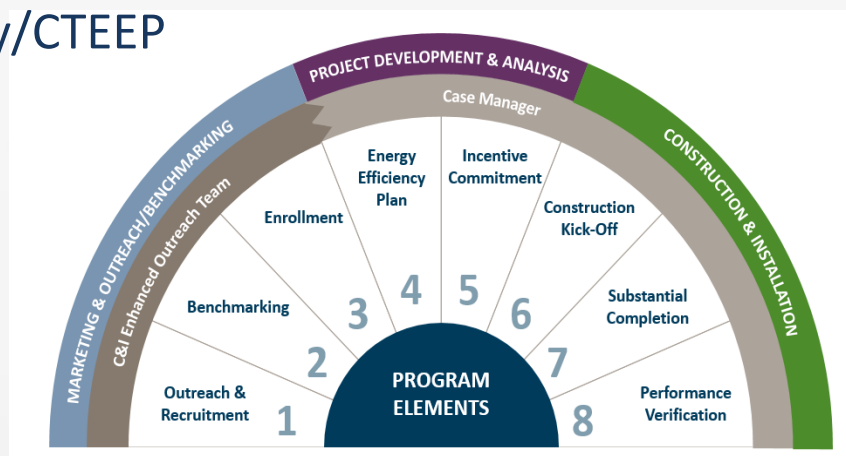 /CTEEP
PROJECT DEVELOPMENT & ANALYSIS
Case Manager
MARKETING & OUTREACH/BENCHMARKING
C&I Enhanced Outreach Team
CONSTRUCTION & INSTALLATION
Outreach &
Recruitment
1
Benchmarking
2
Enrollment
3
Energy
Efficiency
Plan
4
Incentive
Commitment
5
Construction
Kick-Off
6
Substantial
Completion
7
Performance
Verification
8
PROGRAM
ELEMENTS